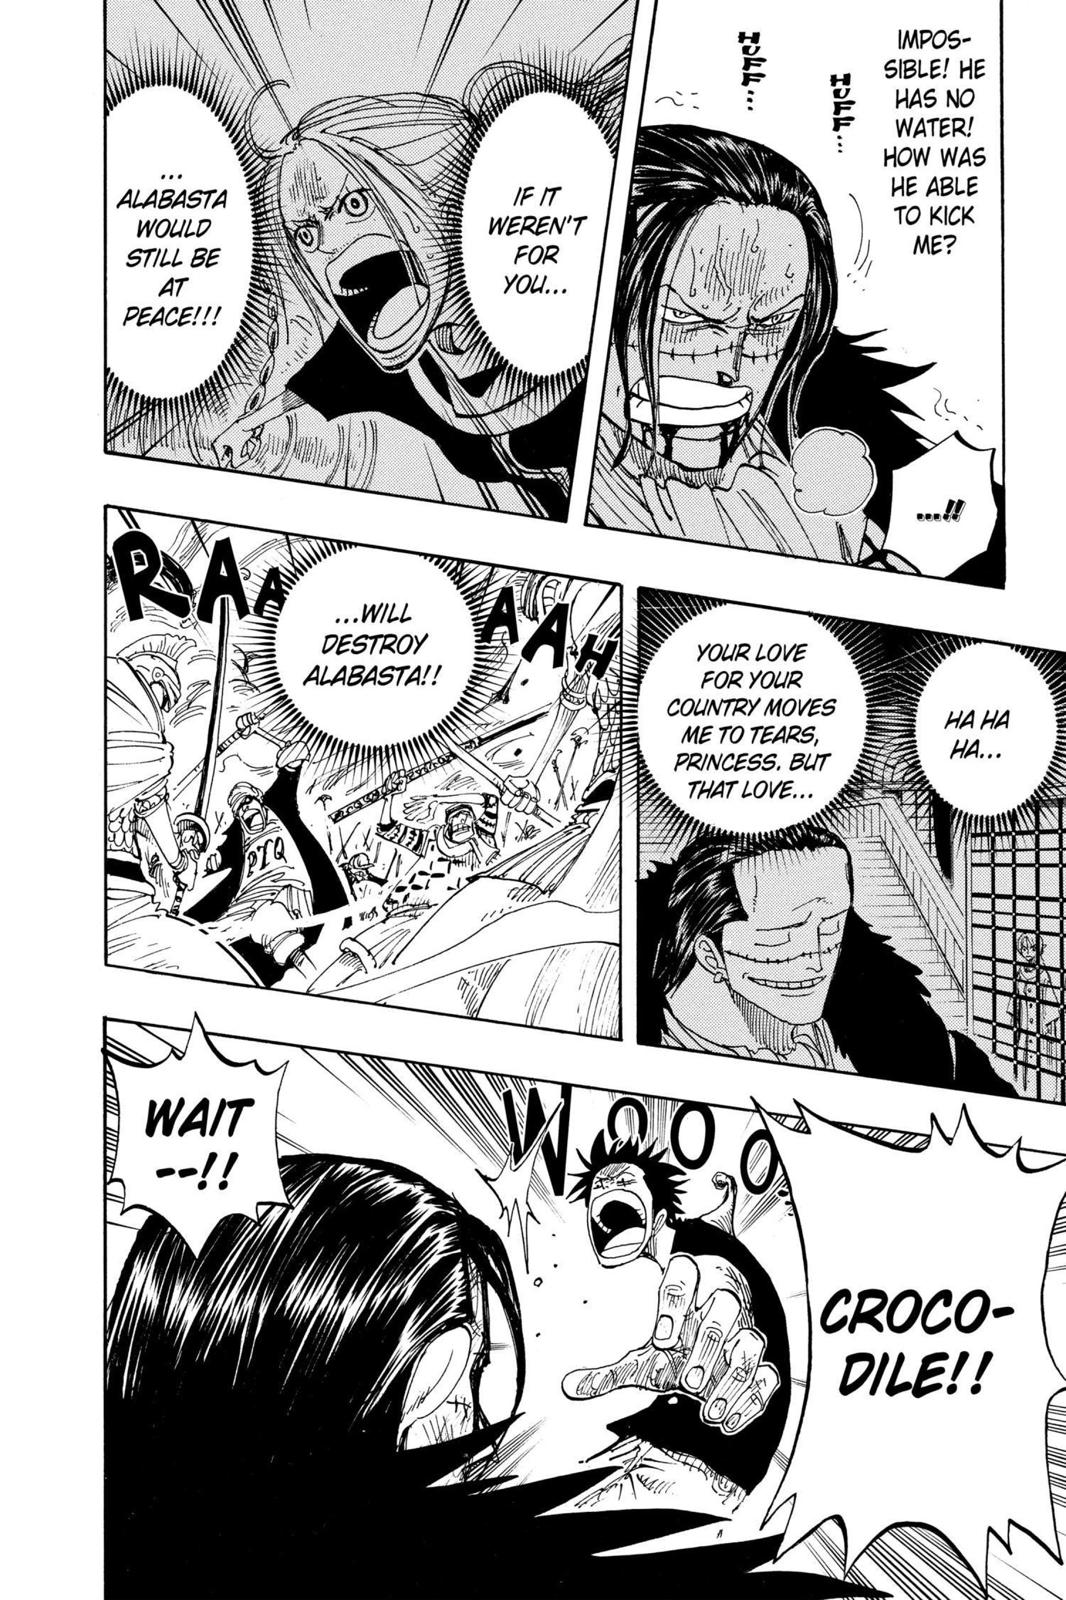 IMPOS-
SIBLE! HE
HAS NO
WATER!
HOW WAS
HE ABLE
TO KICK
ME?
HUFF...
HUFF...
...!!
IF IT
WEREN'T
FOR
YOU...
...
ALABASTA
WOULD
STILL BE
AT
PEACE!!!
HA HA
HA...
YOUR LOVE
FOR YOUR
COUNTRY MOVES
ME TO TEARS,
PRINCESS. BUT
THAT LOVE...
...WILL
DESTROY
ALABASTA!!
RAAAAAH
CROCO-
DILE!!
WOOO
WAIT
--!!